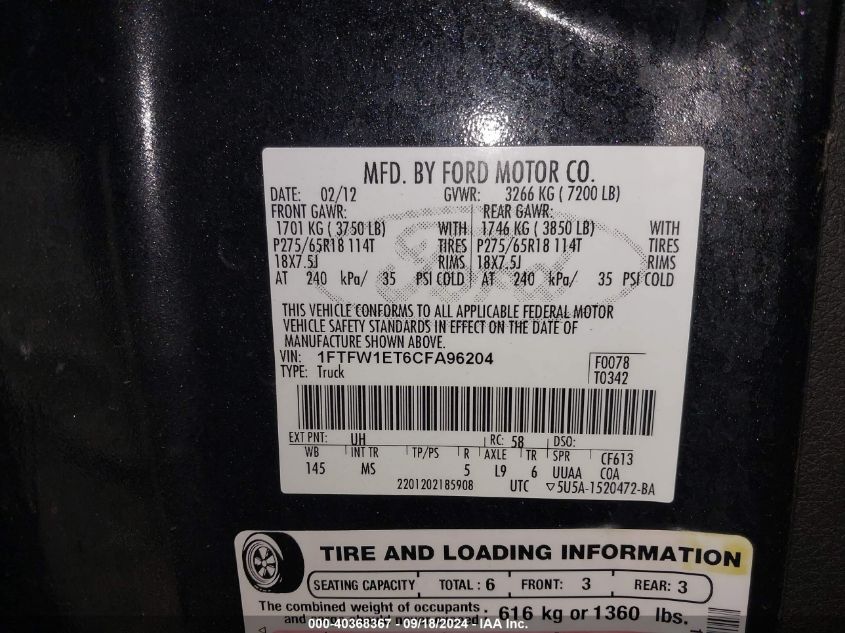 MFD. BY FORD MOTOR CO.
DATE: 02/12 GVWR: 3266 KG ( 7200 LB)
FRONT GAWR: REAR GAWR:
1701 KG ( 3750 LB) WITH 1746 KG ( 3850 LB) WITH
P275/65R18 114T TIRES P275/65R18 114T TIRES
18X7.5J RIMS 18X7.5J RIMS
AT 240 kPa/ 35 PSI COLD AT 240 kPa/ 35 PSI COLD
THIS VEHICLE CONFORMS TO ALL APPLICABLE FEDERAL MOTOR
VEHICLE SAFETY STANDARDS IN EFFECT ON THE DATE OF
MANUFACTURE SHOWN ABOVE.
VIN: 1FTFW1ET6CFA96204 F0078
TYPE: Truck T0342
EXT PNT: UH RC: 58 DSO:
WB INT TR TP/PS R AXLE TR SPR CF613
145 MS 5 L9 6 UUAA COA
2201202185908 UTC ▽5U5A-1520472-BA
TIRE AND LOADING INFORMATION
SEATING CAPACITY TOTAL : 6 FRONT: 3 REAR: 3
The combined weight of occupants
and 616 kg or 1360 lbs.
000-40368367 - 09/18/2024 - IAA Inc.